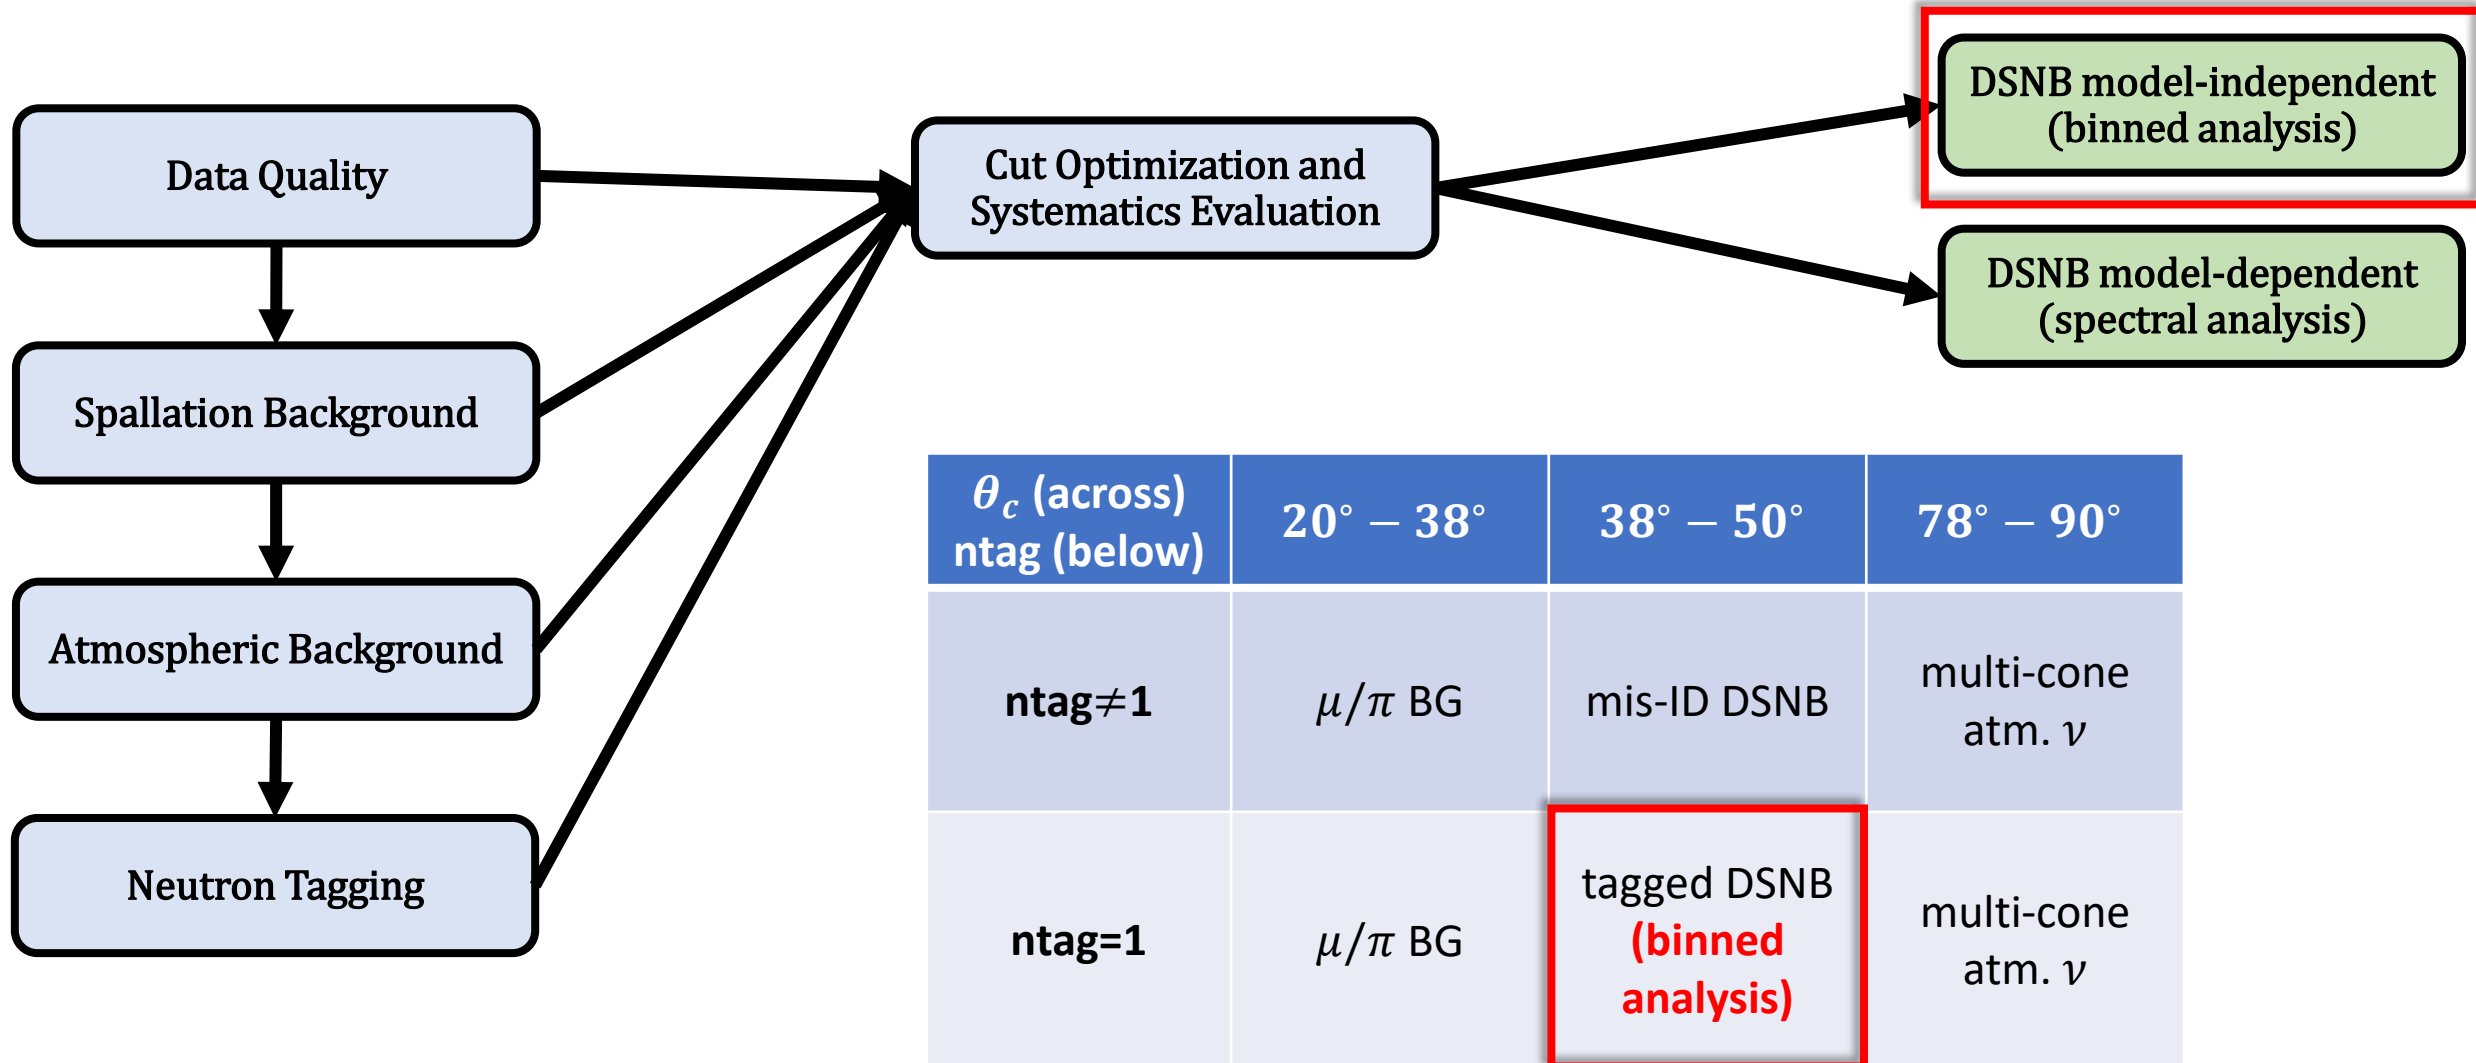 Data Quality
Spallation Background
Atmospheric Background
Neutron Tagging
Cut Optimization and
Systematics Evaluation
DSNB model-independent
(binned analysis)
DSNB model-dependent
(spectral analysis)
θc (across)
ntag (below)
20° – 38°
38° – 50°
78° – 90°
ntag≠1
μ/π BG
mis-ID DSNB
multi-cone
atm. ν
ntag=1
μ/π BG
tagged DSNB
(binned
analysis)
multi-cone
atm. ν